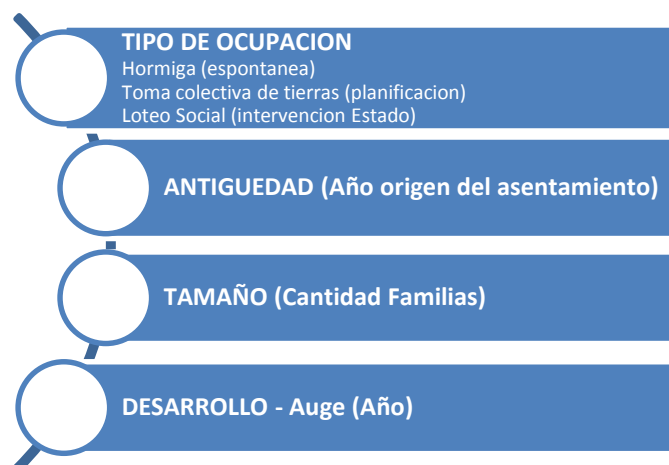 TIPO DE OCUPACION
Hormiga (espontanea)
Toma colectiva de tierras (planificacion)
Loteo Social (intervencion Estado)
ANTIGUEDAD (Año origen del asentamiento)
TAMAÑO (Cantidad Familias)
DESARROLLO - Auge (Año)